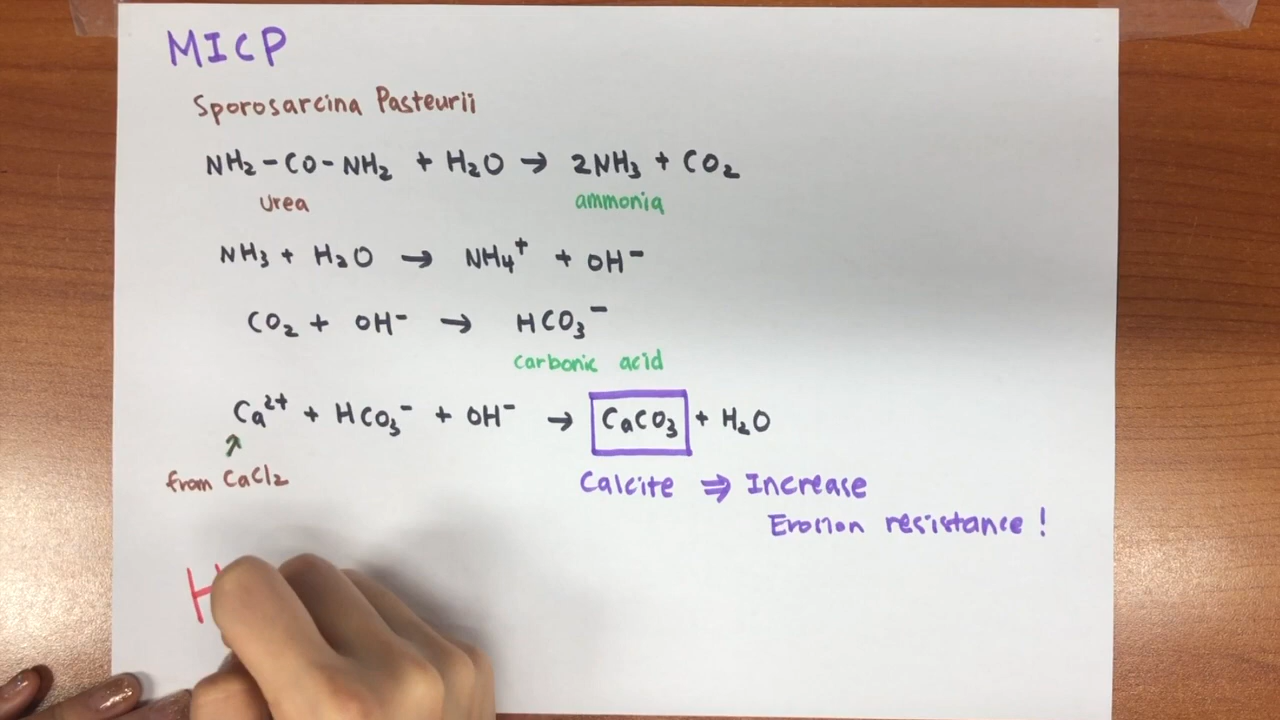 MICP
Sporosarcina Pasteurii
NH₂-CO-NH₂ + H₂O → 2NH₃ + CO₂
urea ammonia
NH₃ + H₂O → NH₄⁺ + OH⁻
CO₂ + OH⁻ → HCO₃⁻
carbonic acid
Ca²⁺ + HCO₃⁻ + OH⁻ → CaCO₃ + H₂O
from CaCl₂ Calcite ⇒ Increase
Erosion resistance!
H